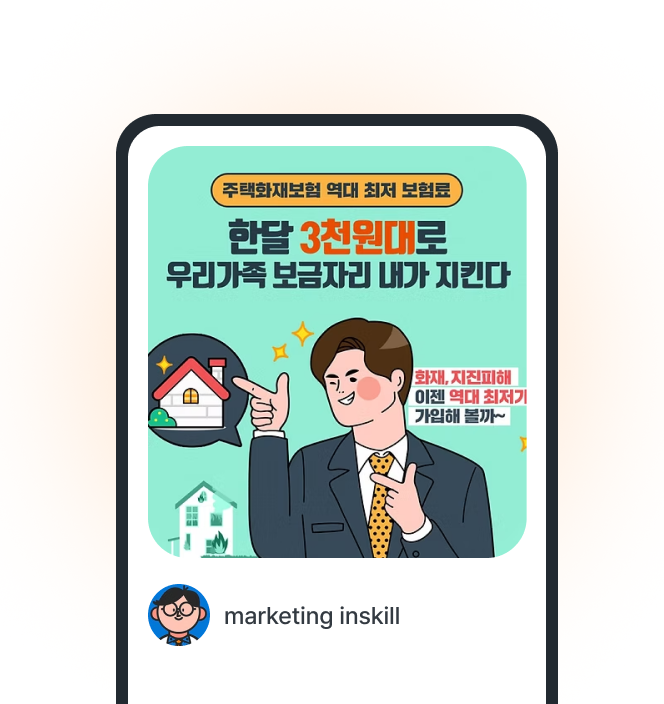 주택화재보험 역대 최저 보험료
한달 3천원대로
우리가족 보금자리 내가 지킨다
화재, 지진피해
이젠 역대 최저가
가입해 볼까~
marketing inskill